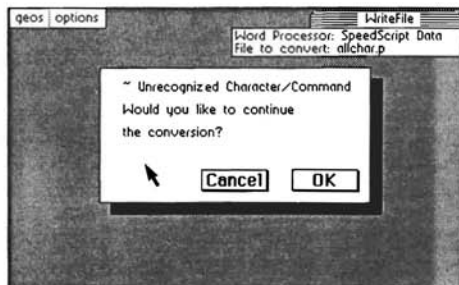 geos options
WriteFile
Word Processor: SpeedScript Data
File to convert: allchar.p
~ Unrecognized Character/Command
Would you like to continue
the conversion?
Cancel OK